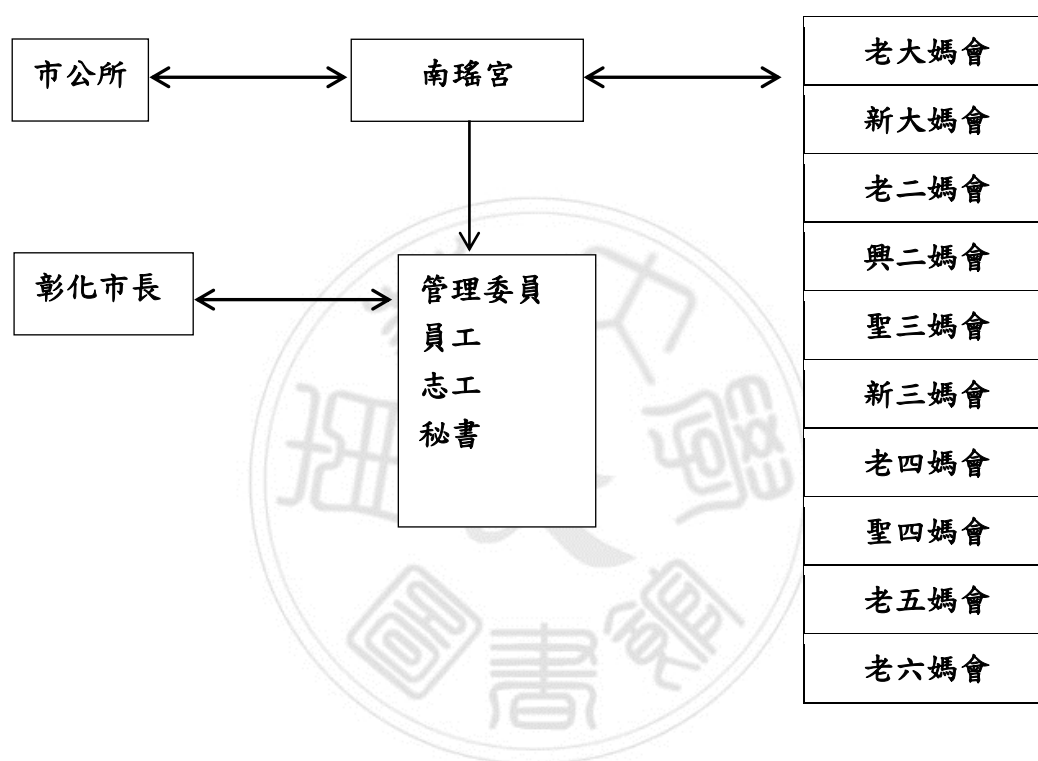 市公所
南瑤宮
老大媽會
新大媽會
老二媽會
興二媽會
聖三媽會
新三媽會
老四媽會
聖四媽會
老五媽會
老六媽會
彰化市長
管理委員
員工
志工
秘書